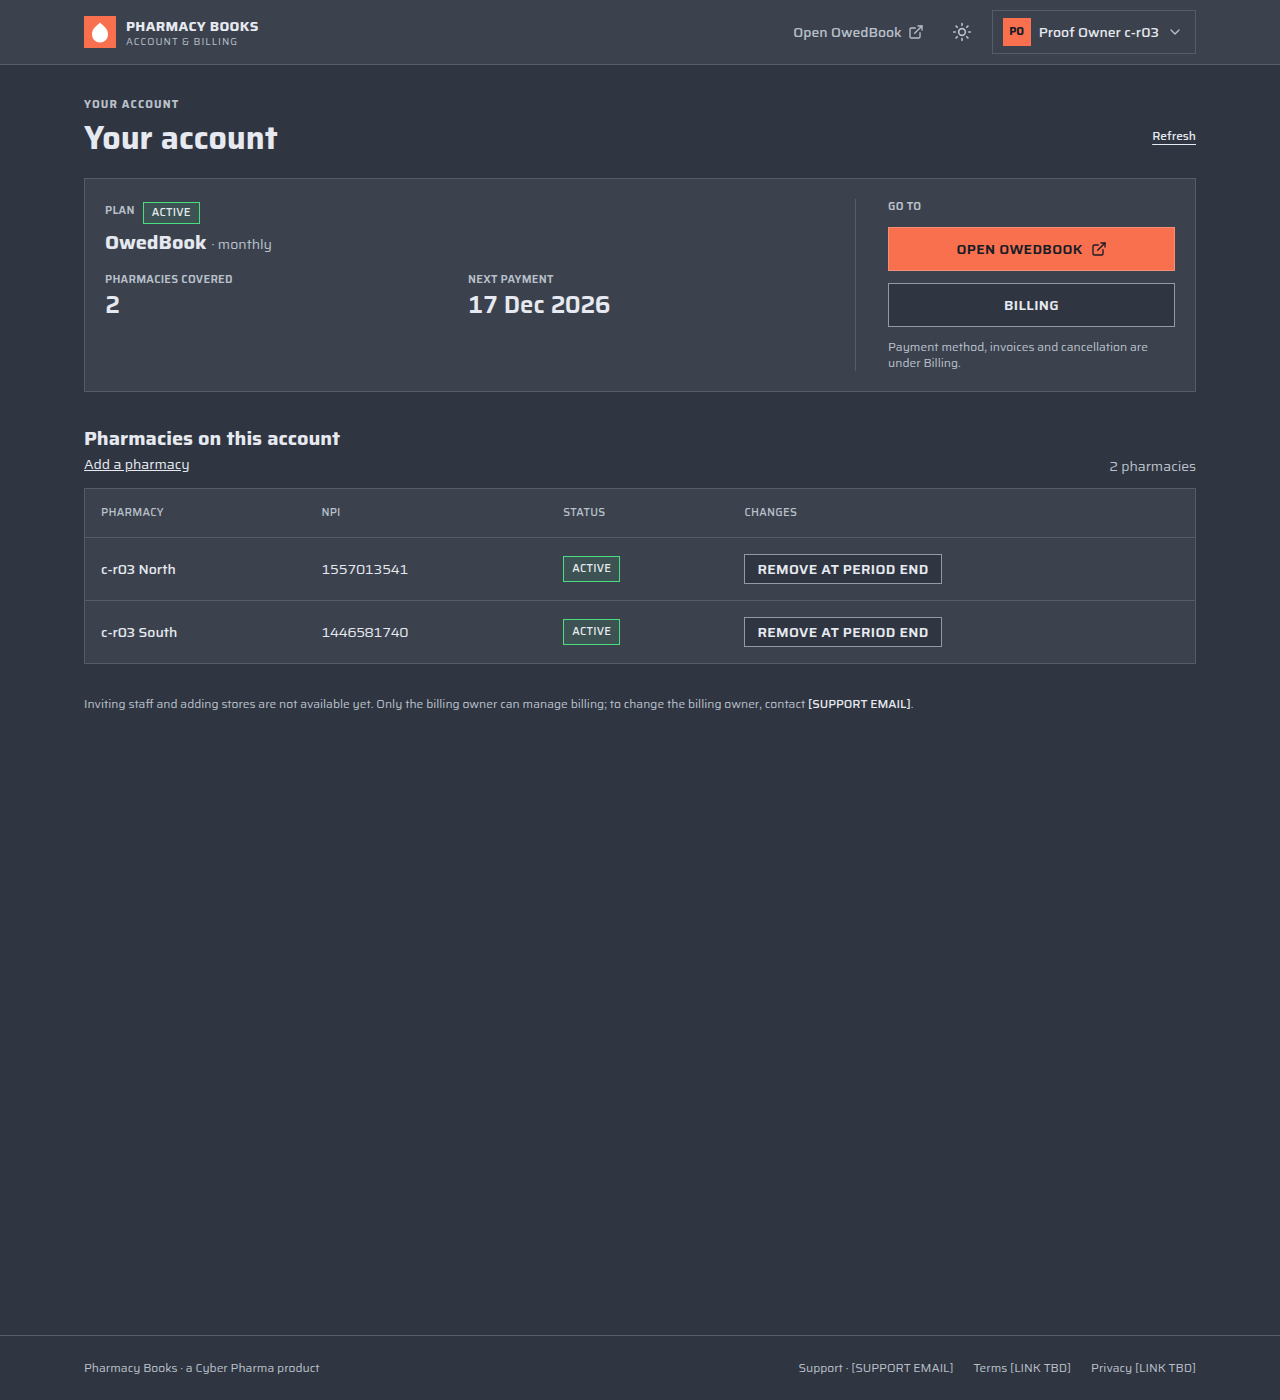 PHARMACY BOOKS
ACCOUNT & BILLING
Open OwedBook
PO Proof Owner c-r03
YOUR ACCOUNT
Your account
Refresh
PLAN ACTIVE
OwedBook · monthly
PHARMACIES COVERED
2
NEXT PAYMENT
17 Dec 2026
GO TO
OPEN OWEDBOOK
BILLING
Payment method, invoices and cancellation are
under Billing.
Pharmacies on this account
Add a pharmacy
2 pharmacies
PHARMACY NPI STATUS CHANGES
c-r03 North 1557013541 ACTIVE REMOVE AT PERIOD END
c-r03 South 1446581740 ACTIVE REMOVE AT PERIOD END
Inviting staff and adding stores are not available yet. Only the billing owner can manage billing; to change the billing owner, contact [SUPPORT EMAIL].
Pharmacy Books · a Cyber Pharma product
Support · [SUPPORT EMAIL] Terms [LINK TBD] Privacy [LINK TBD]